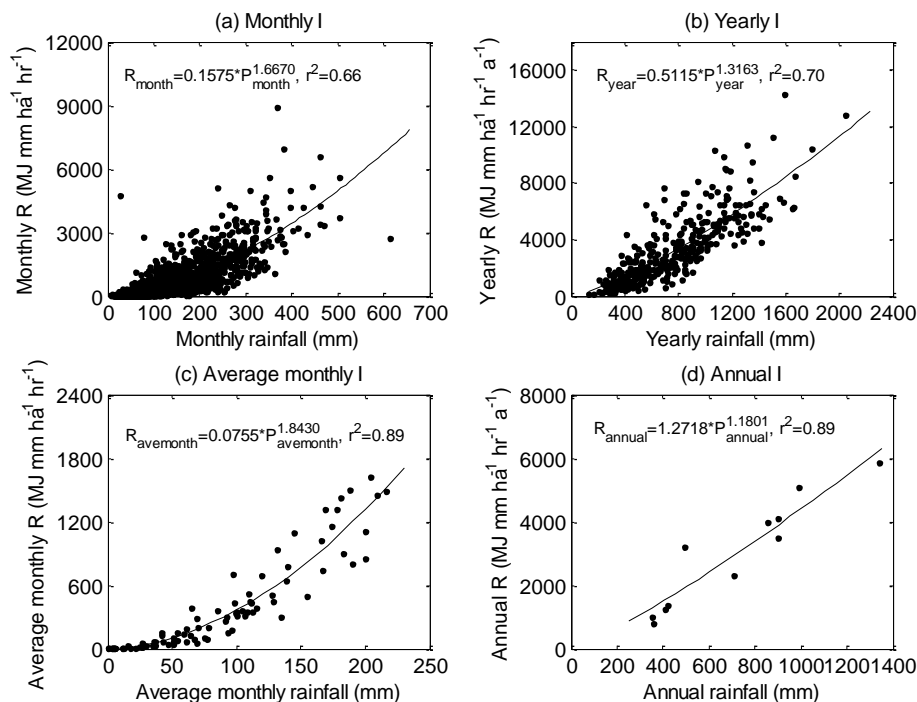 (a) Monthly I
R_month=0.1575*P_month^1.6670, r^2=0.66
Monthly R (MJ mm ha^-1 hr^-1)
12000
9000
6000
3000
0
0 100 200 300 400 500 600 700
Monthly rainfall (mm)
(b) Yearly I
R_year=0.5115*P_year^1.3163, r^2=0.70
Yearly R (MJ mm ha^-1 hr^-1 a^-1)
16000
12000
8000
4000
0
0 400 800 1200 1600 2000 2400
Yearly rainfall (mm)
(c) Average monthly I
R_avemonth=0.0755*P_avemonth^1.8430, r^2=0.89
Average monthly R (MJ mm ha^-1 hr^-1)
2400
1800
1200
600
0
0 50 100 150 200 250
Average monthly rainfall (mm)
(d) Annual I
R_annual=1.2718*P_annual^1.1801, r^2=0.89
Annual R (MJ mm ha^-1 hr^-1 a^-1)
8000
6000
4000
2000
0
0 200 400 600 800 1000 1200 1400
Annual rainfall (mm)